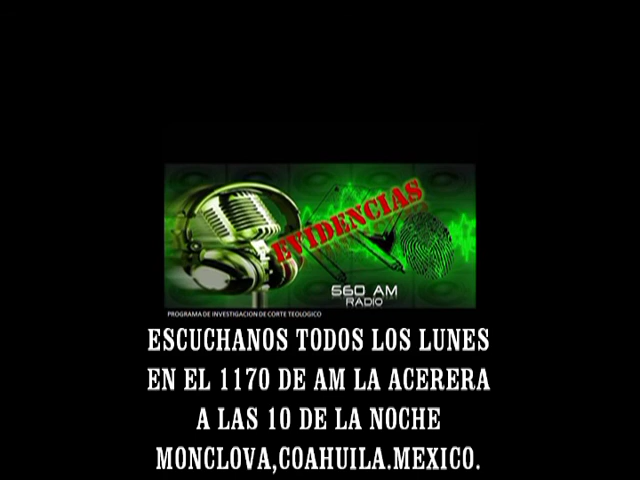 EVIDENCIAS
560 AM
RADIO
PROGRAMA DE INVESTIGACION DE CORTE TEOLOGICO
ESCUCHANOS TODOS LOS LUNES
EN EL 1170 DE AM LA ACERERA
A LAS 10 DE LA NOCHE
MONCLOVA,COAHUILA.MEXICO.